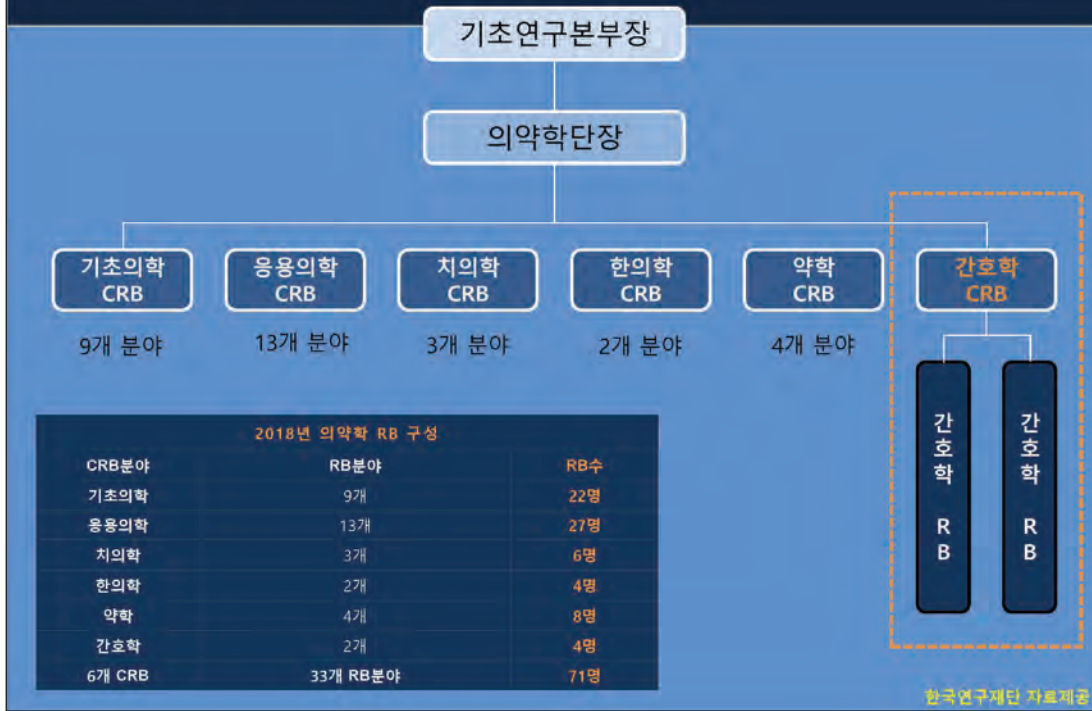 기초연구본부장
의약학단장
기초의학
CRB
응용의학
CRB
치의학
CRB
한의학
CRB
약학
CRB
간호학
CRB
9개 분야
13개 분야
3개 분야
2개 분야
4개 분야
간호학 RB
간호학 RB
2018년 의약학 RB 구성
CRB분야 RB분야 RB수
기초의학 9개 22명
응용의학 13개 27명
치의학 3개 6명
한의학 2개 4명
약학 4개 8명
간호학 2개 4명
6개 CRB 33개 RB분야 71명
한국연구재단 자료제공